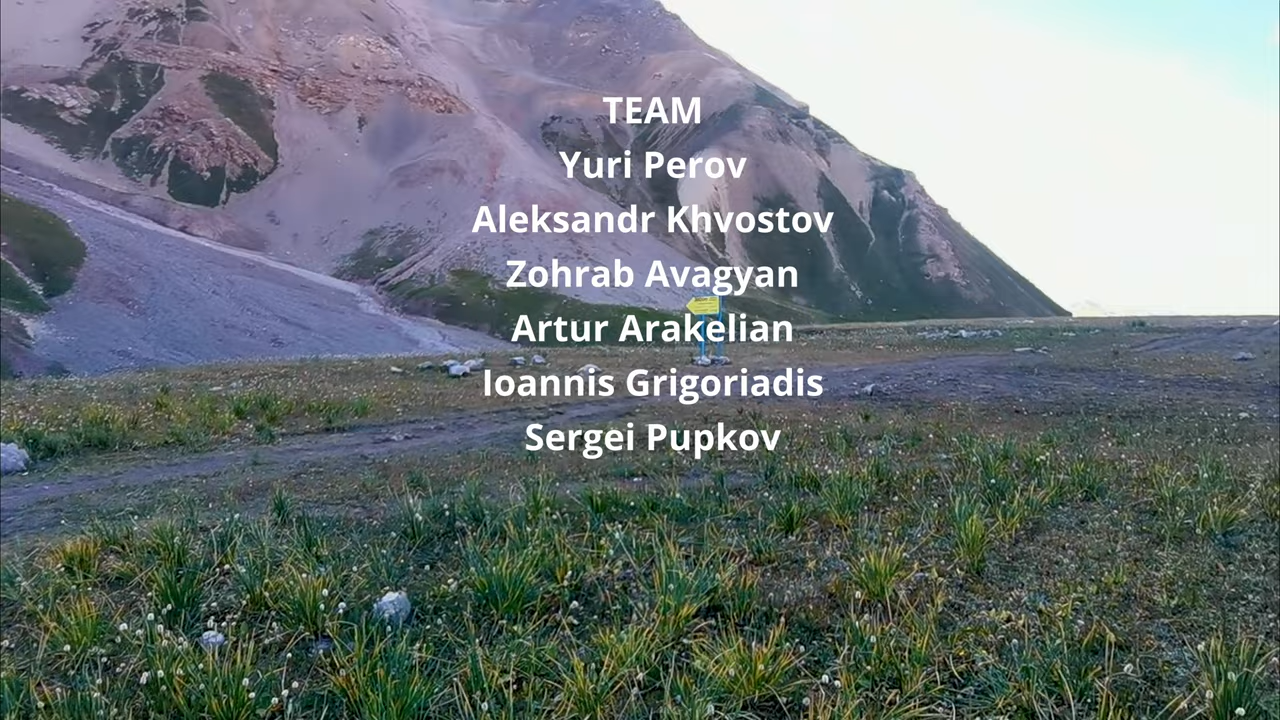 TEAM
Yuri Perov
Aleksandr Khvostov
Zohrab Avagyan
Artur Arakelian
Ioannis Grigoriadis
Sergei Pupkov